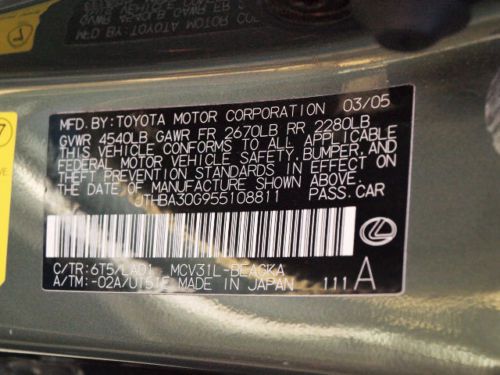 MFD. BY: TOYOTA MOTOR CORPORATION 03/05
GVWR 4540LB GAWR FR 2670LB RR 2280LB
THIS VEHICLE CONFORMS TO ALL APPLICABLE
FEDERAL MOTOR VEHICLE SAFETY, BUMPER, AND
THEFT PREVENTION STANDARDS IN EFFECT ON
THE DATE OF MANUFACTURE SHOWN ABOVE.
JTHBA30G955108811 PASS. CAR
C/TR: 6T5/LA01 MCV31L-BEAGKA
A/TM: -02A/U151E MADE IN JAPAN 111 A